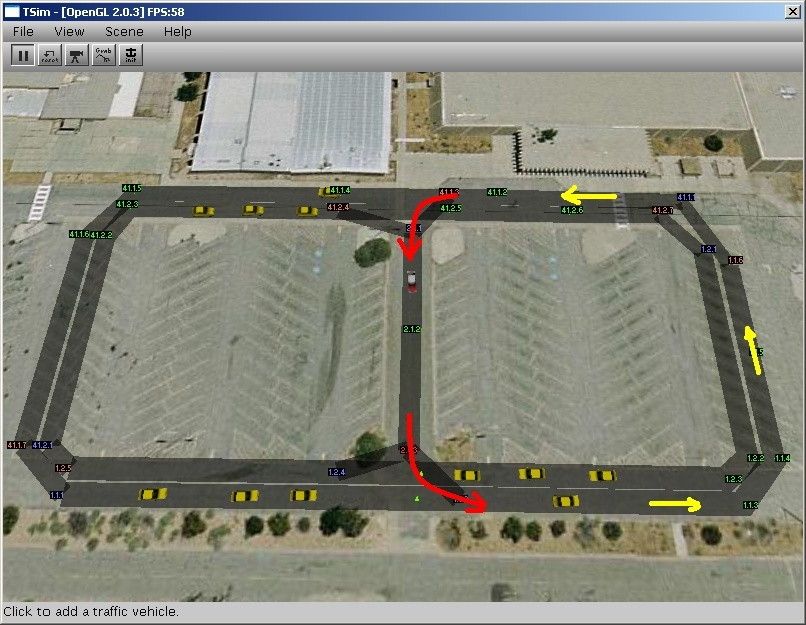 TSim - [OpenGL 2.0.3] FPS:58
File View Scene Help
reset
init
41.1.5 41.1.4 41.1.3 41.1.2 41.1.1
41.2.3 41.2.4 41.2.5 41.2.6 41.2.7
41.1.6 41.2.2 1.2.1
1.1.6
2.1.2
41.1.7 41.2.1
1.2.5 1.2.4 1.2.2 1.1.4
1.2.3
1.1.1 1.1.3
Click to add a traffic vehicle.